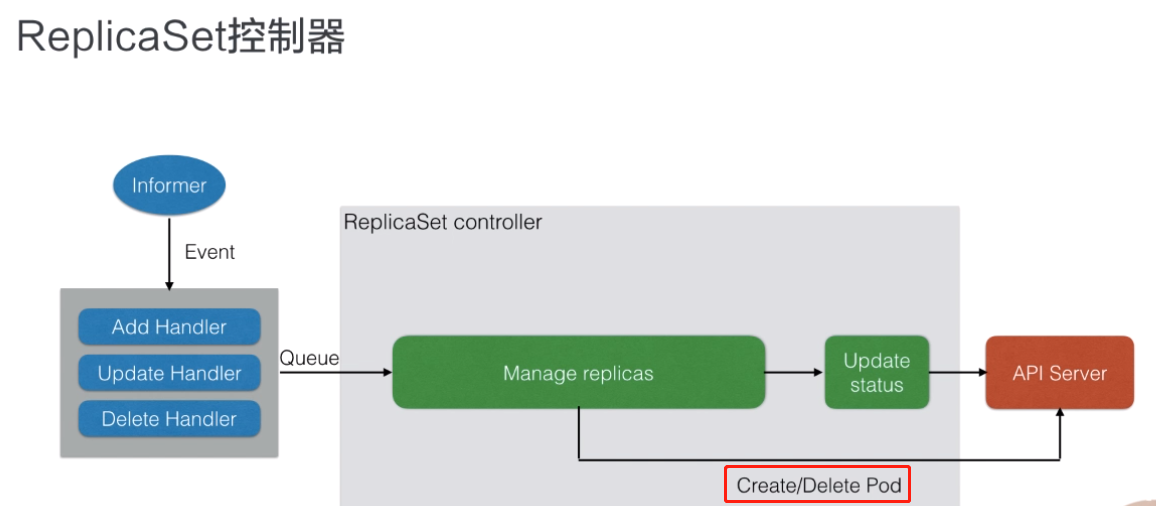 ReplicaSet控制器
Informer
Event
ReplicaSet controller
Add Handler
Update Handler
Delete Handler
Queue
Manage replicas
Update
status
API Server
Create/Delete Pod